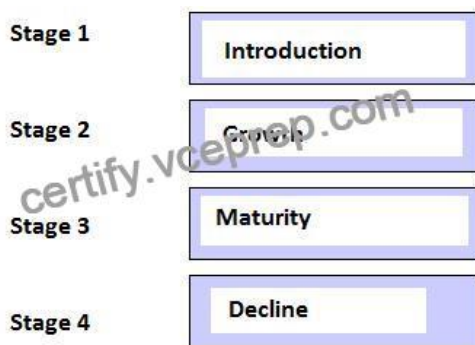 Stage 1
Introduction
Stage 2
Growth
certify.vceprep.com
Stage 3
Maturity
Stage 4
Decline